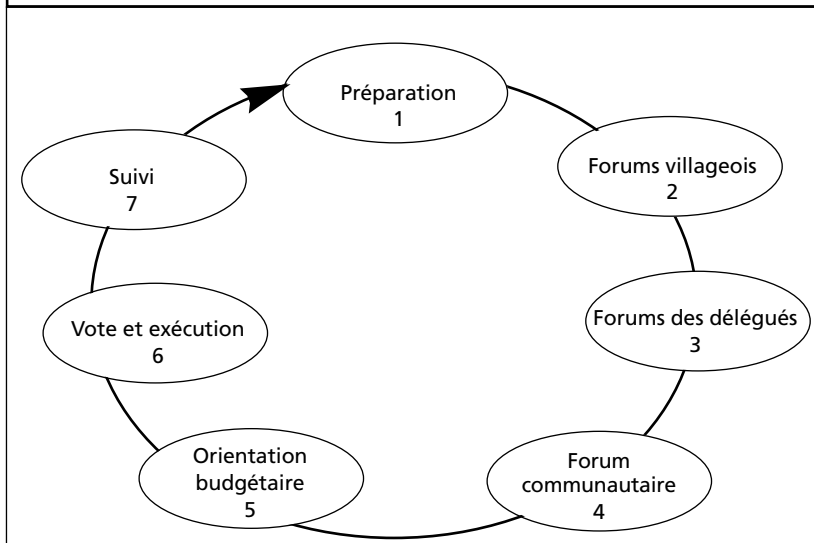 Préparation
1
Forums villageois
2
Forums des délégués
3
Forum
communautaire
4
Orientation
budgétaire
5
Vote et exécution
6
Suivi
7